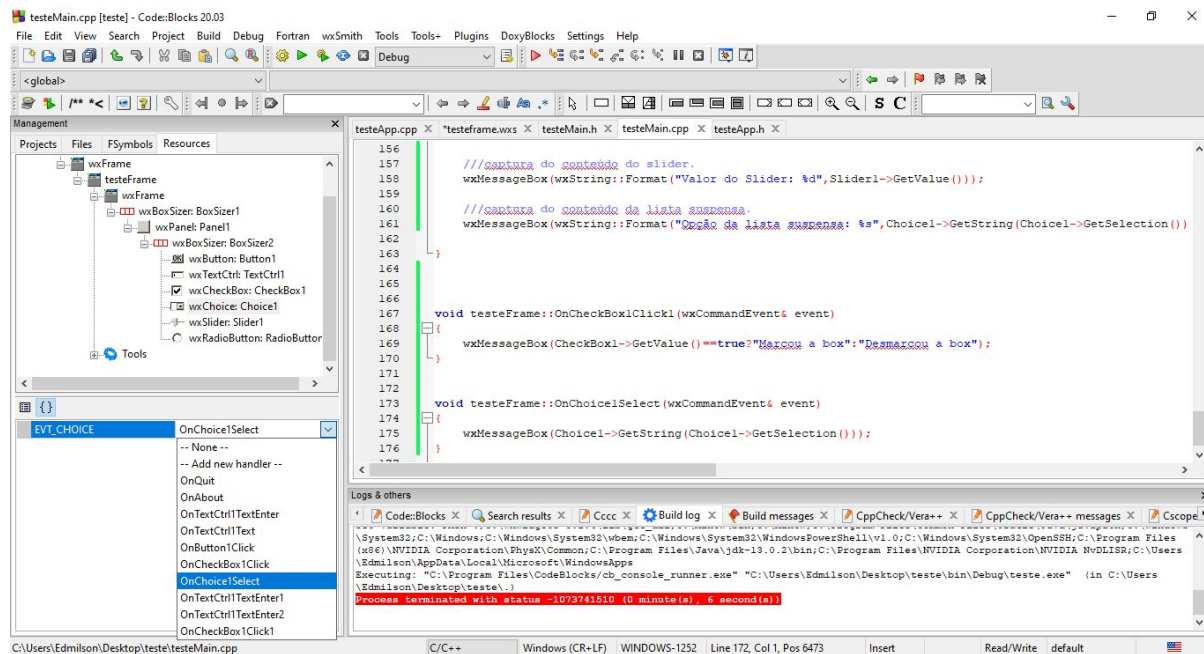 testeMain.cpp [teste] - Code::Blocks 20.03
File Edit View Search Project Build Debug Fortran wxSmith Tools Tools+ Plugins DoxyBlocks Settings Help
Debug
<global>
/** *<
S C
Management
Projects Files FSymbols Resources
wxFrame
testeFrame
wxFrame
wxBoxSizer: BoxSizer1
wxPanel: Panel1
wxBoxSizer: BoxSizer2
wxButton: Button1
wxTextCtrl: TextCtrl1
wxCheckBox: CheckBox1
wxChoice: Choice1
wxSlider: Slider1
wxRadioButton: RadioButton
Tools
{}
EVT_CHOICE OnChoice1Select
-- None --
-- Add new handler --
OnQuit
OnAbout
OnTextCtrl1TextEnter
OnTextCtrl1Text
OnButton1Click
OnCheckBox1Click
OnChoice1Select
OnTextCtrl1TextEnter1
OnTextCtrl1TextEnter2
OnCheckBox1Click1
testeApp.cpp *testeframe.wxs testeMain.h testeMain.cpp testeApp.h
156
157 ///captura do conteúdo do slider.
158 wxMessageBox(wxString::Format("Valor do Slider: %d",Slider1->GetValue()));
159
160 ///captura do conteúdo da lista suspensa.
161 wxMessageBox(wxString::Format("Opção da lista suspensa: %s",Choice1->GetString(Choice1->GetSelection())
162
163 }
164
165
166
167 void testeFrame::OnCheckBox1Click1(wxCommandEvent& event)
168 {
169 wxMessageBox(CheckBox1->GetValue()==true?"Marcou a box":"Desmarcou a box");
170 }
171
172
173 void testeFrame::OnChoice1Select(wxCommandEvent& event)
174 {
175 wxMessageBox(Choice1->GetString(Choice1->GetSelection()));
176 }
Logs & others
Code::Blocks Search results Cccc Build log Build messages CppCheck/Vera++ CppCheck/Vera++ messages Cscope
\System32;C:\Windows;C:\Windows\System32\wbem;C:\Windows\System32\WindowsPowerShell\v1.0;C:\Windows\System32\OpenSSH;C:\Program Files
(x86)\NVIDIA Corporation\PhysX\Common;C:\Program Files\Java\jdk-13.0.2\bin;C:\Program Files\NVIDIA Corporation\NVIDIA NvDLISR;C:\Users
\Edmilson\AppData\Local\Microsoft\WindowsApps
Executing: "C:\Program Files\CodeBlocks/cb_console_runner.exe" "C:\Users\Edmilson\Desktop\teste\bin\Debug\teste.exe" (in C:\Users
\Edmilson\Desktop\teste\.)
Process terminated with status -1073741510 (0 minute(s), 6 second(s))
C:\Users\Edmilson\Desktop\teste\testeMain.cpp C/C++ Windows (CR+LF) WINDOWS-1252 Line 172, Col 1, Pos 6473 Insert Read/Write default